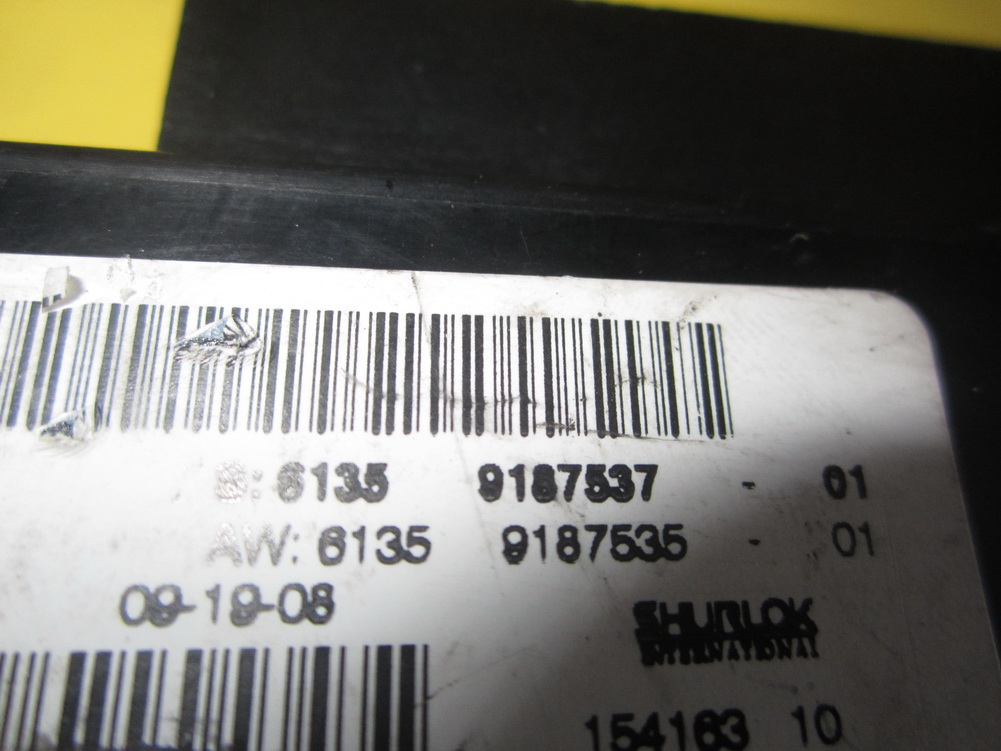 B: 6135 9187537 - 01
AW: 6135 9187535 - 01
09-19-08
SHURLOK
INTERNATIONAL
154163 10